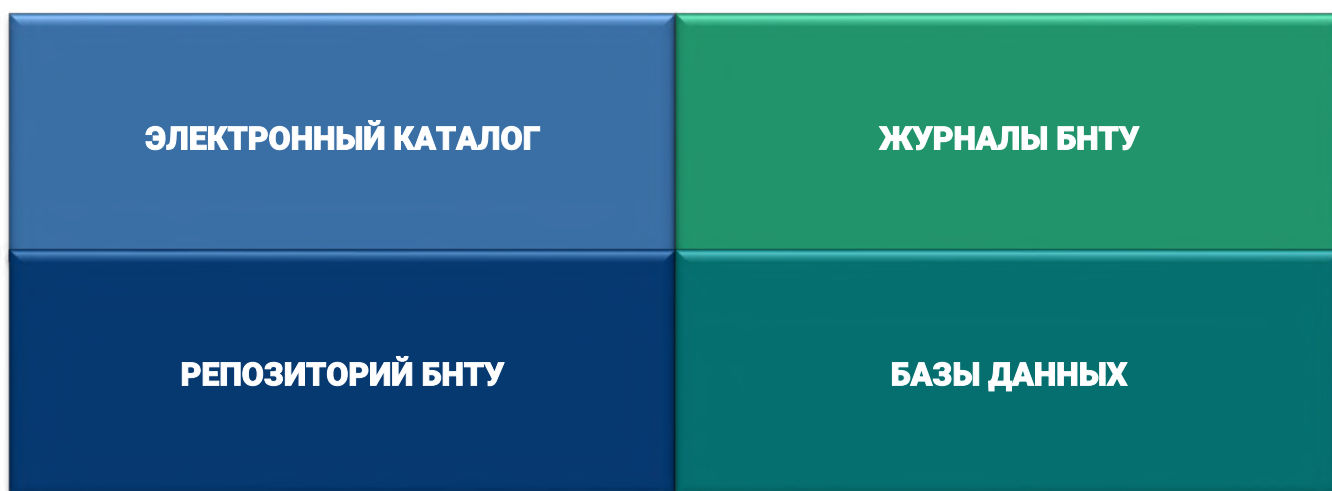 ЭЛЕКТРОННЫЙ КАТАЛОГ
ЖУРНАЛЫ БНТУ
РЕПОЗИТОРИЙ БНТУ
БАЗЫ ДАННЫХ